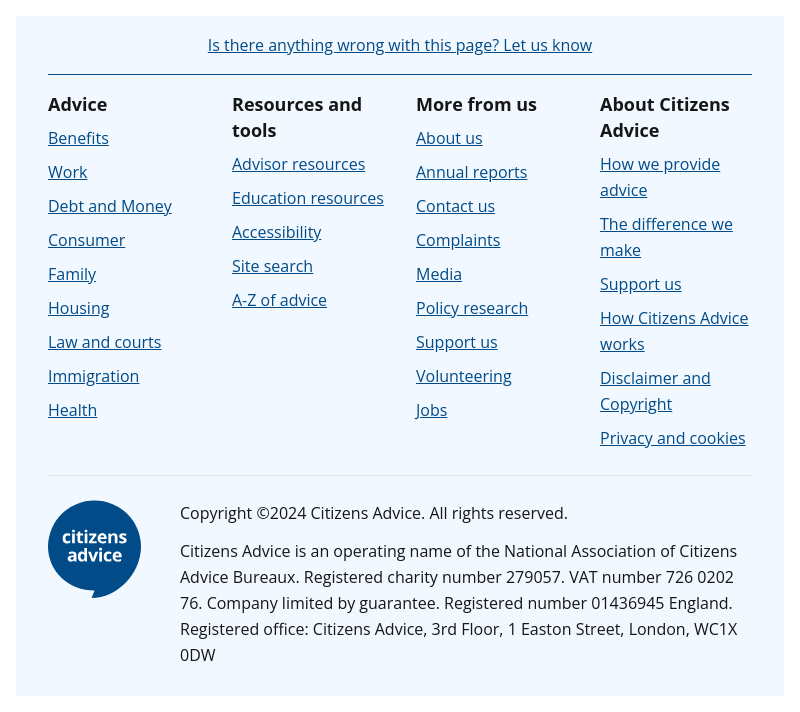 Is there anything wrong with this page? Let us know
Advice
Benefits
Work
Debt and Money
Consumer
Family
Housing
Law and courts
Immigration
Health
Resources and
tools
Advisor resources
Education resources
Accessibility
Site search
A-Z of advice
More from us
About us
Annual reports
Contact us
Complaints
Media
Policy research
Support us
Volunteering
Jobs
About Citizens
Advice
How we provide
advice
The difference we
make
Support us
How Citizens Advice
works
Disclaimer and
Copyright
Privacy and cookies
citizens
advice
Copyright ©2024 Citizens Advice. All rights reserved.
Citizens Advice is an operating name of the National Association of Citizens
Advice Bureaux. Registered charity number 279057. VAT number 726 0202
76. Company limited by guarantee. Registered number 01436945 England.
Registered office: Citizens Advice, 3rd Floor, 1 Easton Street, London, WC1X
0DW